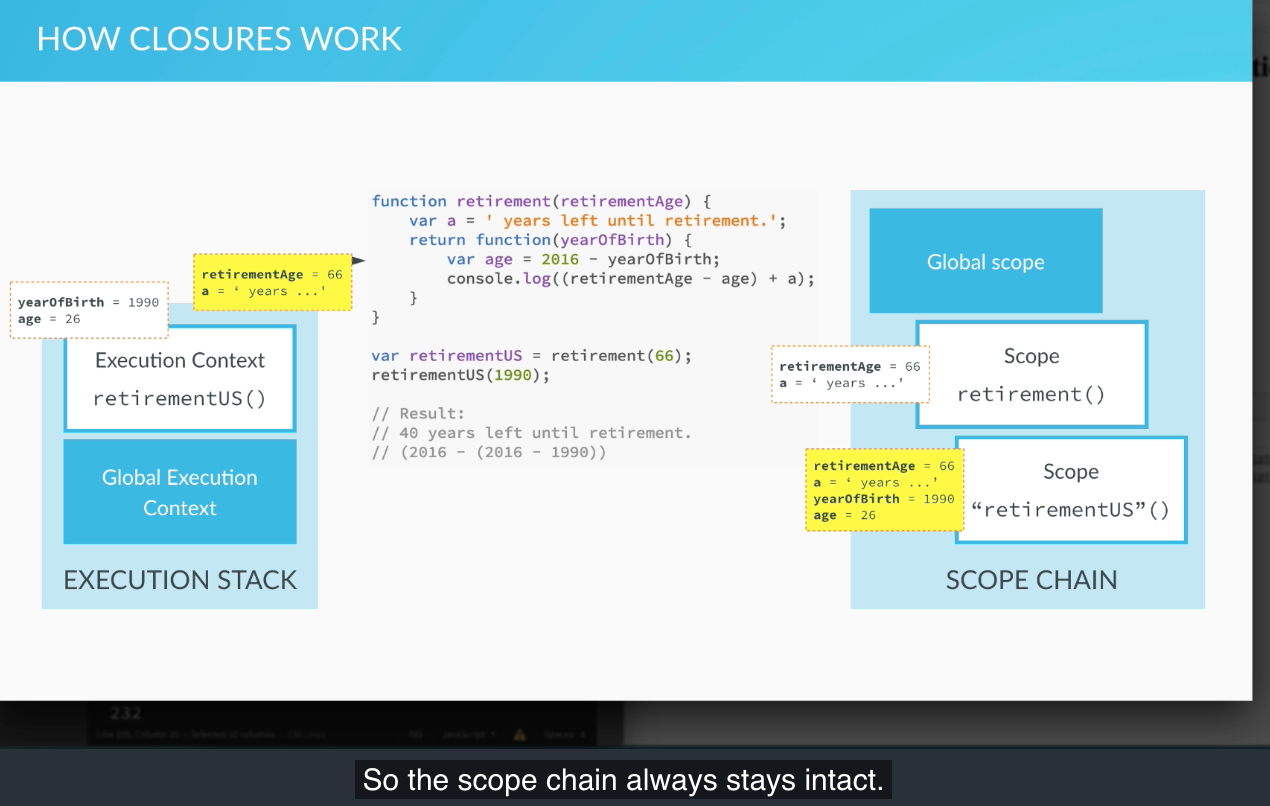 HOW CLOSURES WORK
function retirement(retirementAge) {
var a = ' years left until retirement.';
return function(yearOfBirth) {
var age = 2016 - yearOfBirth;
console.log((retirementAge - age) + a);
}
}
var retirementUS = retirement(66);
retirementUS(1990);
// Result:
// 40 years left until retirement.
// (2016 - (2016 - 1990))
retirementAge = 66
a = ‘ years ...'
yearOfBirth = 1990
age = 26
Execution Context
retirementUS()
Global Execution
Context
EXECUTION STACK
Global scope
retirementAge = 66
a = ‘ years ...’
Scope
retirement()
retirementAge = 66
a = ‘ years ...’
yearOfBirth = 1990
age = 26
Scope
“retirementUS”()
SCOPE CHAIN
232
So the scope chain always stays intact.